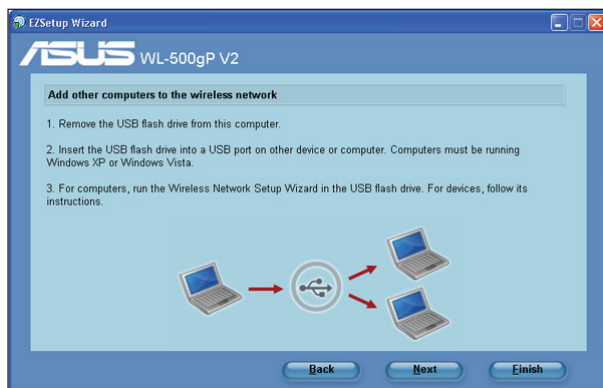 EZSetup Wizard
ASUS WL-500gP V2
Add other computers to the wireless network
1. Remove the USB flash drive from this computer.
2. Insert the USB flash drive into a USB port on other device or computer. Computers must be running
Windows XP or Windows Vista.
3. For computers, run the Wireless Network Setup Wizard in the USB flash drive. For devices, follow its
instructions.
Back Next Finish